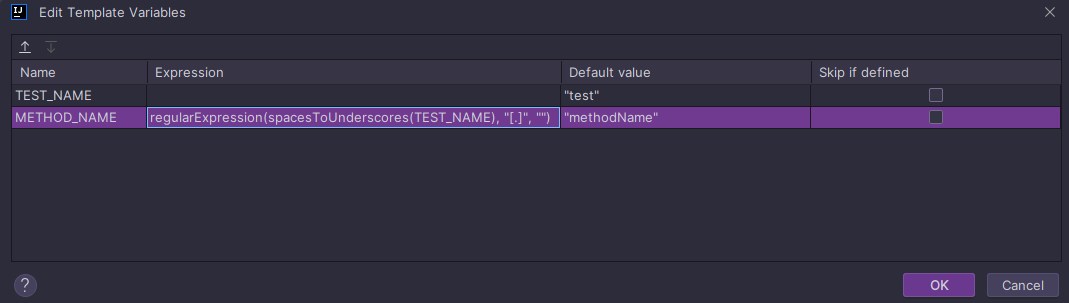 IJ Edit Template Variables
Name Expression Default value Skip if defined
TEST_NAME "test"
METHOD_NAME regularExpression(spacesToUnderscores(TEST_NAME), "[.]", "") "methodName"
? OK Cancel